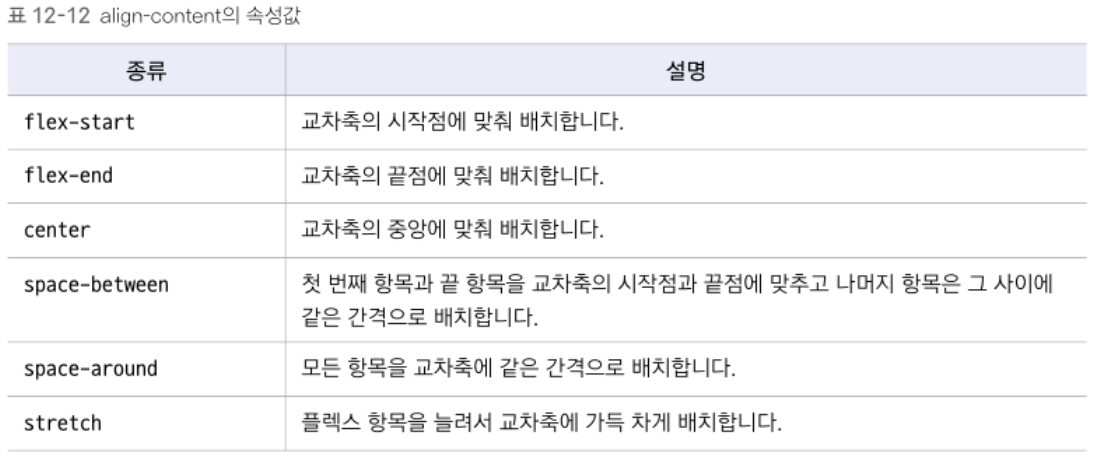 표 12-12 align-content의 속성값
종류 설명
flex-start 교차축의 시작점에 맞춰 배치합니다.
flex-end 교차축의 끝점에 맞춰 배치합니다.
center 교차축의 중앙에 맞춰 배치합니다.
space-between 첫 번째 항목과 끝 항목을 교차축의 시작점과 끝점에 맞추고 나머지 항목은 그 사이에
같은 간격으로 배치합니다.
space-around 모든 항목을 교차축에 같은 간격으로 배치합니다.
stretch 플렉스 항목을 늘려서 교차축에 가득 차게 배치합니다.